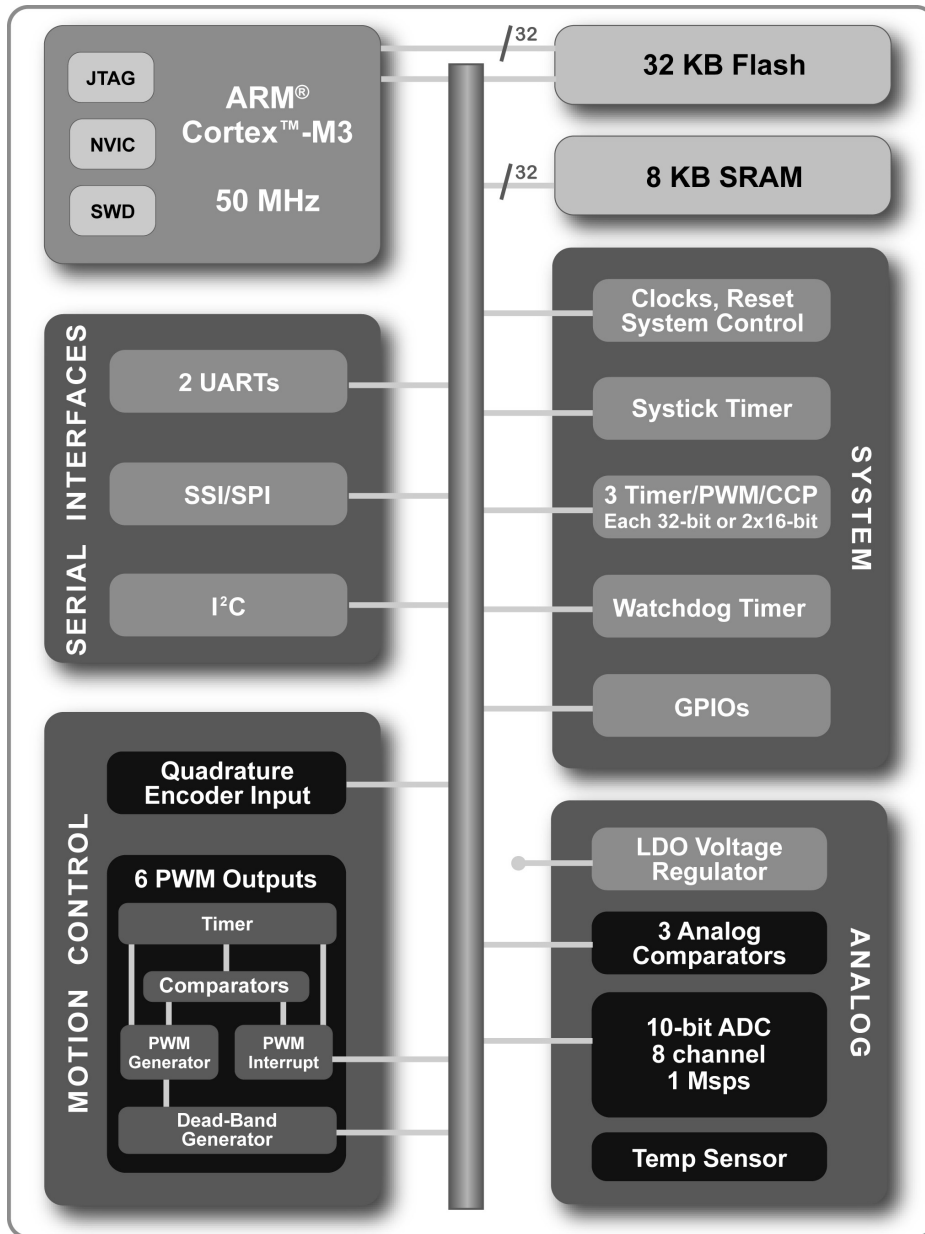 JTAG
NVIC
SWD
ARM®
Cortex™-M3
50 MHz
32
32 KB Flash
32
8 KB SRAM
SERIAL INTERFACES
2 UARTs
SSI/SPI
I²C
SYSTEM
Clocks, Reset
System Control
Systick Timer
3 Timer/PWM/CCP
Each 32-bit or 2x16-bit
Watchdog Timer
GPIOs
MOTION CONTROL
Quadrature
Encoder Input
6 PWM Outputs
Timer
Comparators
PWM
Generator
PWM
Interrupt
Dead-Band
Generator
ANALOG
LDO Voltage
Regulator
3 Analog
Comparators
10-bit ADC
8 channel
1 Msps
Temp Sensor